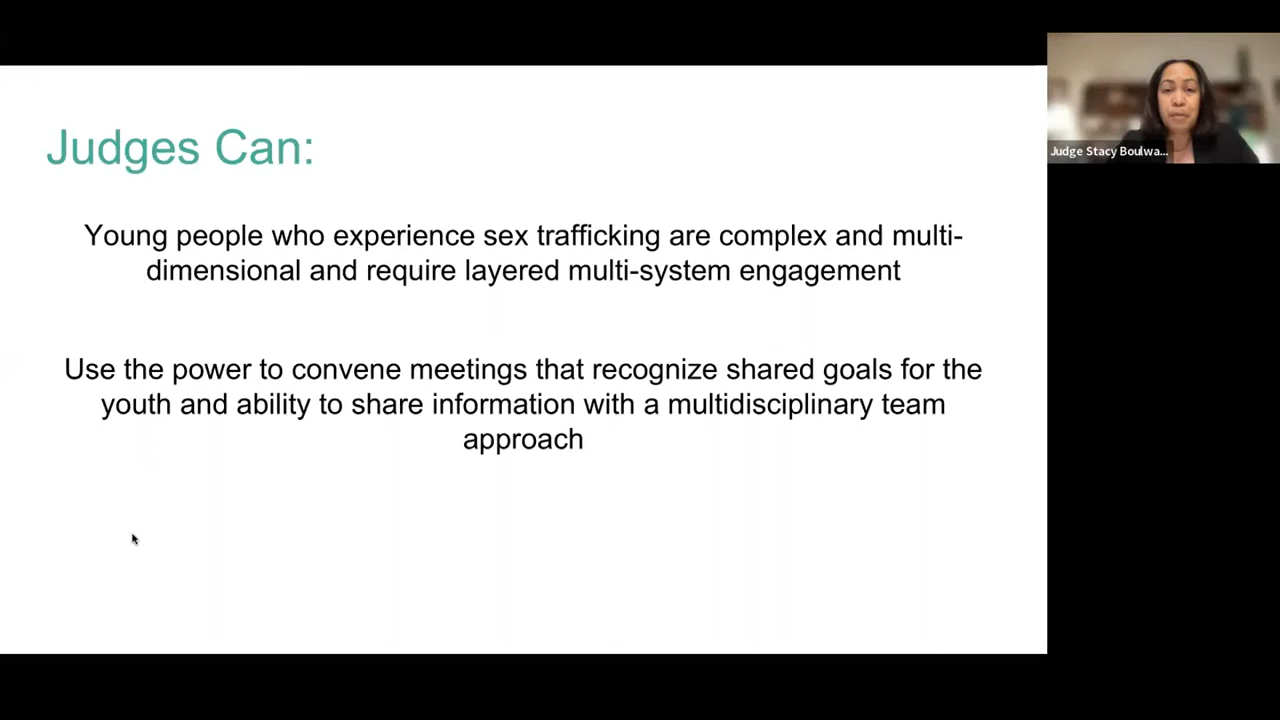 Judges Can:
Young people who experience sex trafficking are complex and multi-
dimensional and require layered multi-system engagement
Use the power to convene meetings that recognize shared goals for the
youth and ability to share information with a multidisciplinary team
approach
Judge Stacy Boulwa...